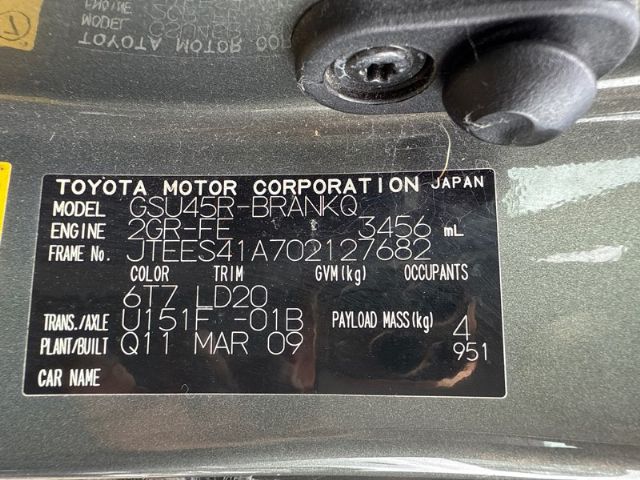 TOYOTA MOTOR CORPORATION JAPAN
MODEL GSU45R-BRANKQ
ENGINE 2GR-FE 3456 mL
FRAME No. JTEES41A702127682
COLOR TRIM GVM(kg) OCCUPANTS
6T7 LD20
TRANS./AXLE U151F -01B PAYLOAD MASS(kg) 4
PLANT/BUILT Q11 MAR 09 951
CAR NAME